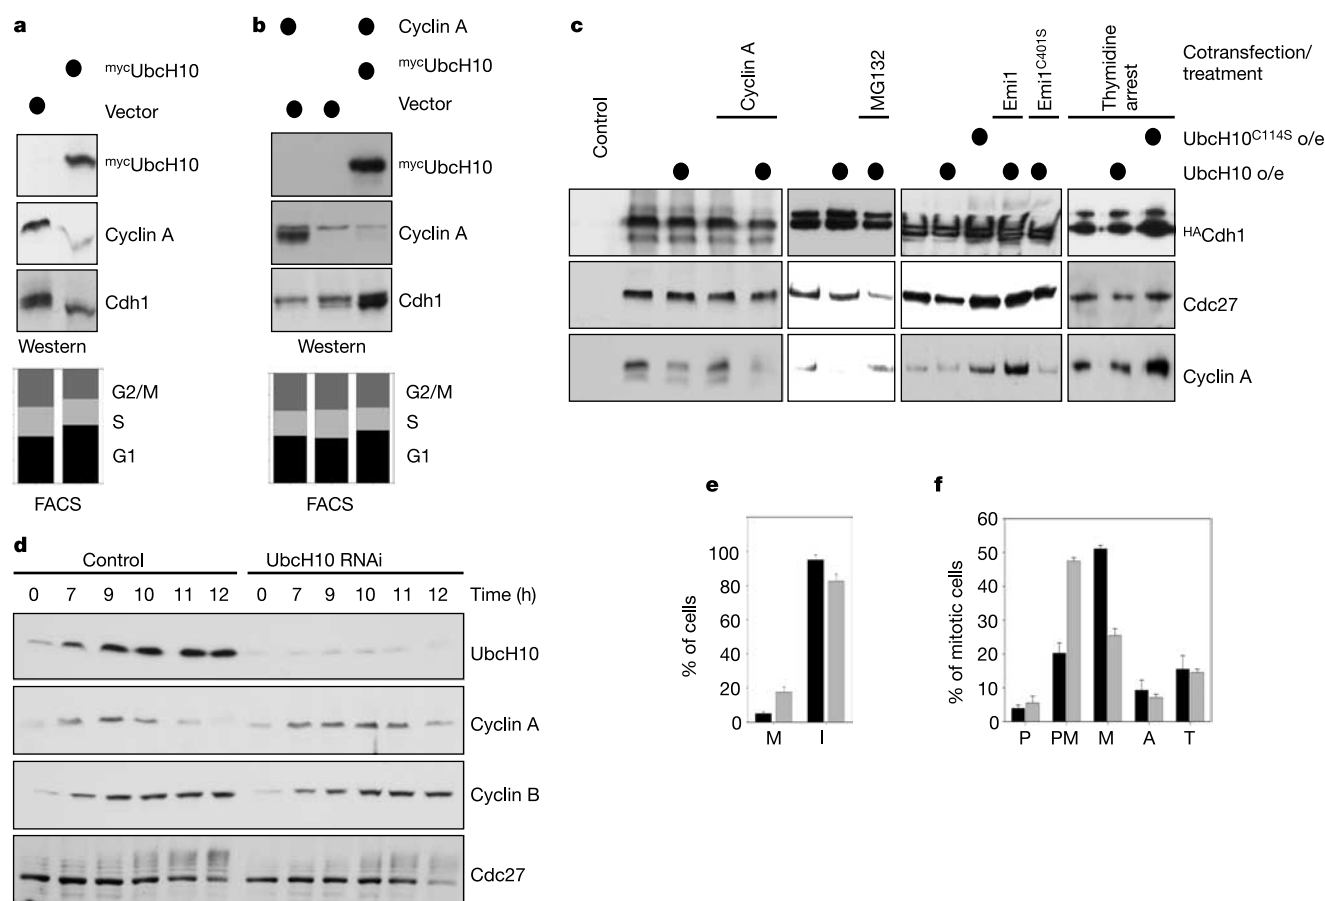 a
mycUbcH10
Vector
mycUbcH10
Cyclin A
Cdh1
Western
G2/M
S
G1
FACS
b
Cyclin A
mycUbcH10
Vector
mycUbcH10
Cyclin A
Cdh1
Western
G2/M
S
G1
FACS
c
Control
Cyclin A
MG132
Emi1
Emi1C401S
Thymidine
arrest
Cotransfection/
treatment
UbcH10C114S o/e
UbcH10 o/e
HACdh1
Cdc27
Cyclin A
d
Control UbcH10 RNAi
0 7 9 10 11 12 0 7 9 10 11 12 Time (h)
UbcH10
Cyclin A
Cyclin B
Cdc27
e
% of cells
100
80
60
40
20
0
M I
f
% of mitotic cells
60
50
40
30
20
10
0
P PM M A T